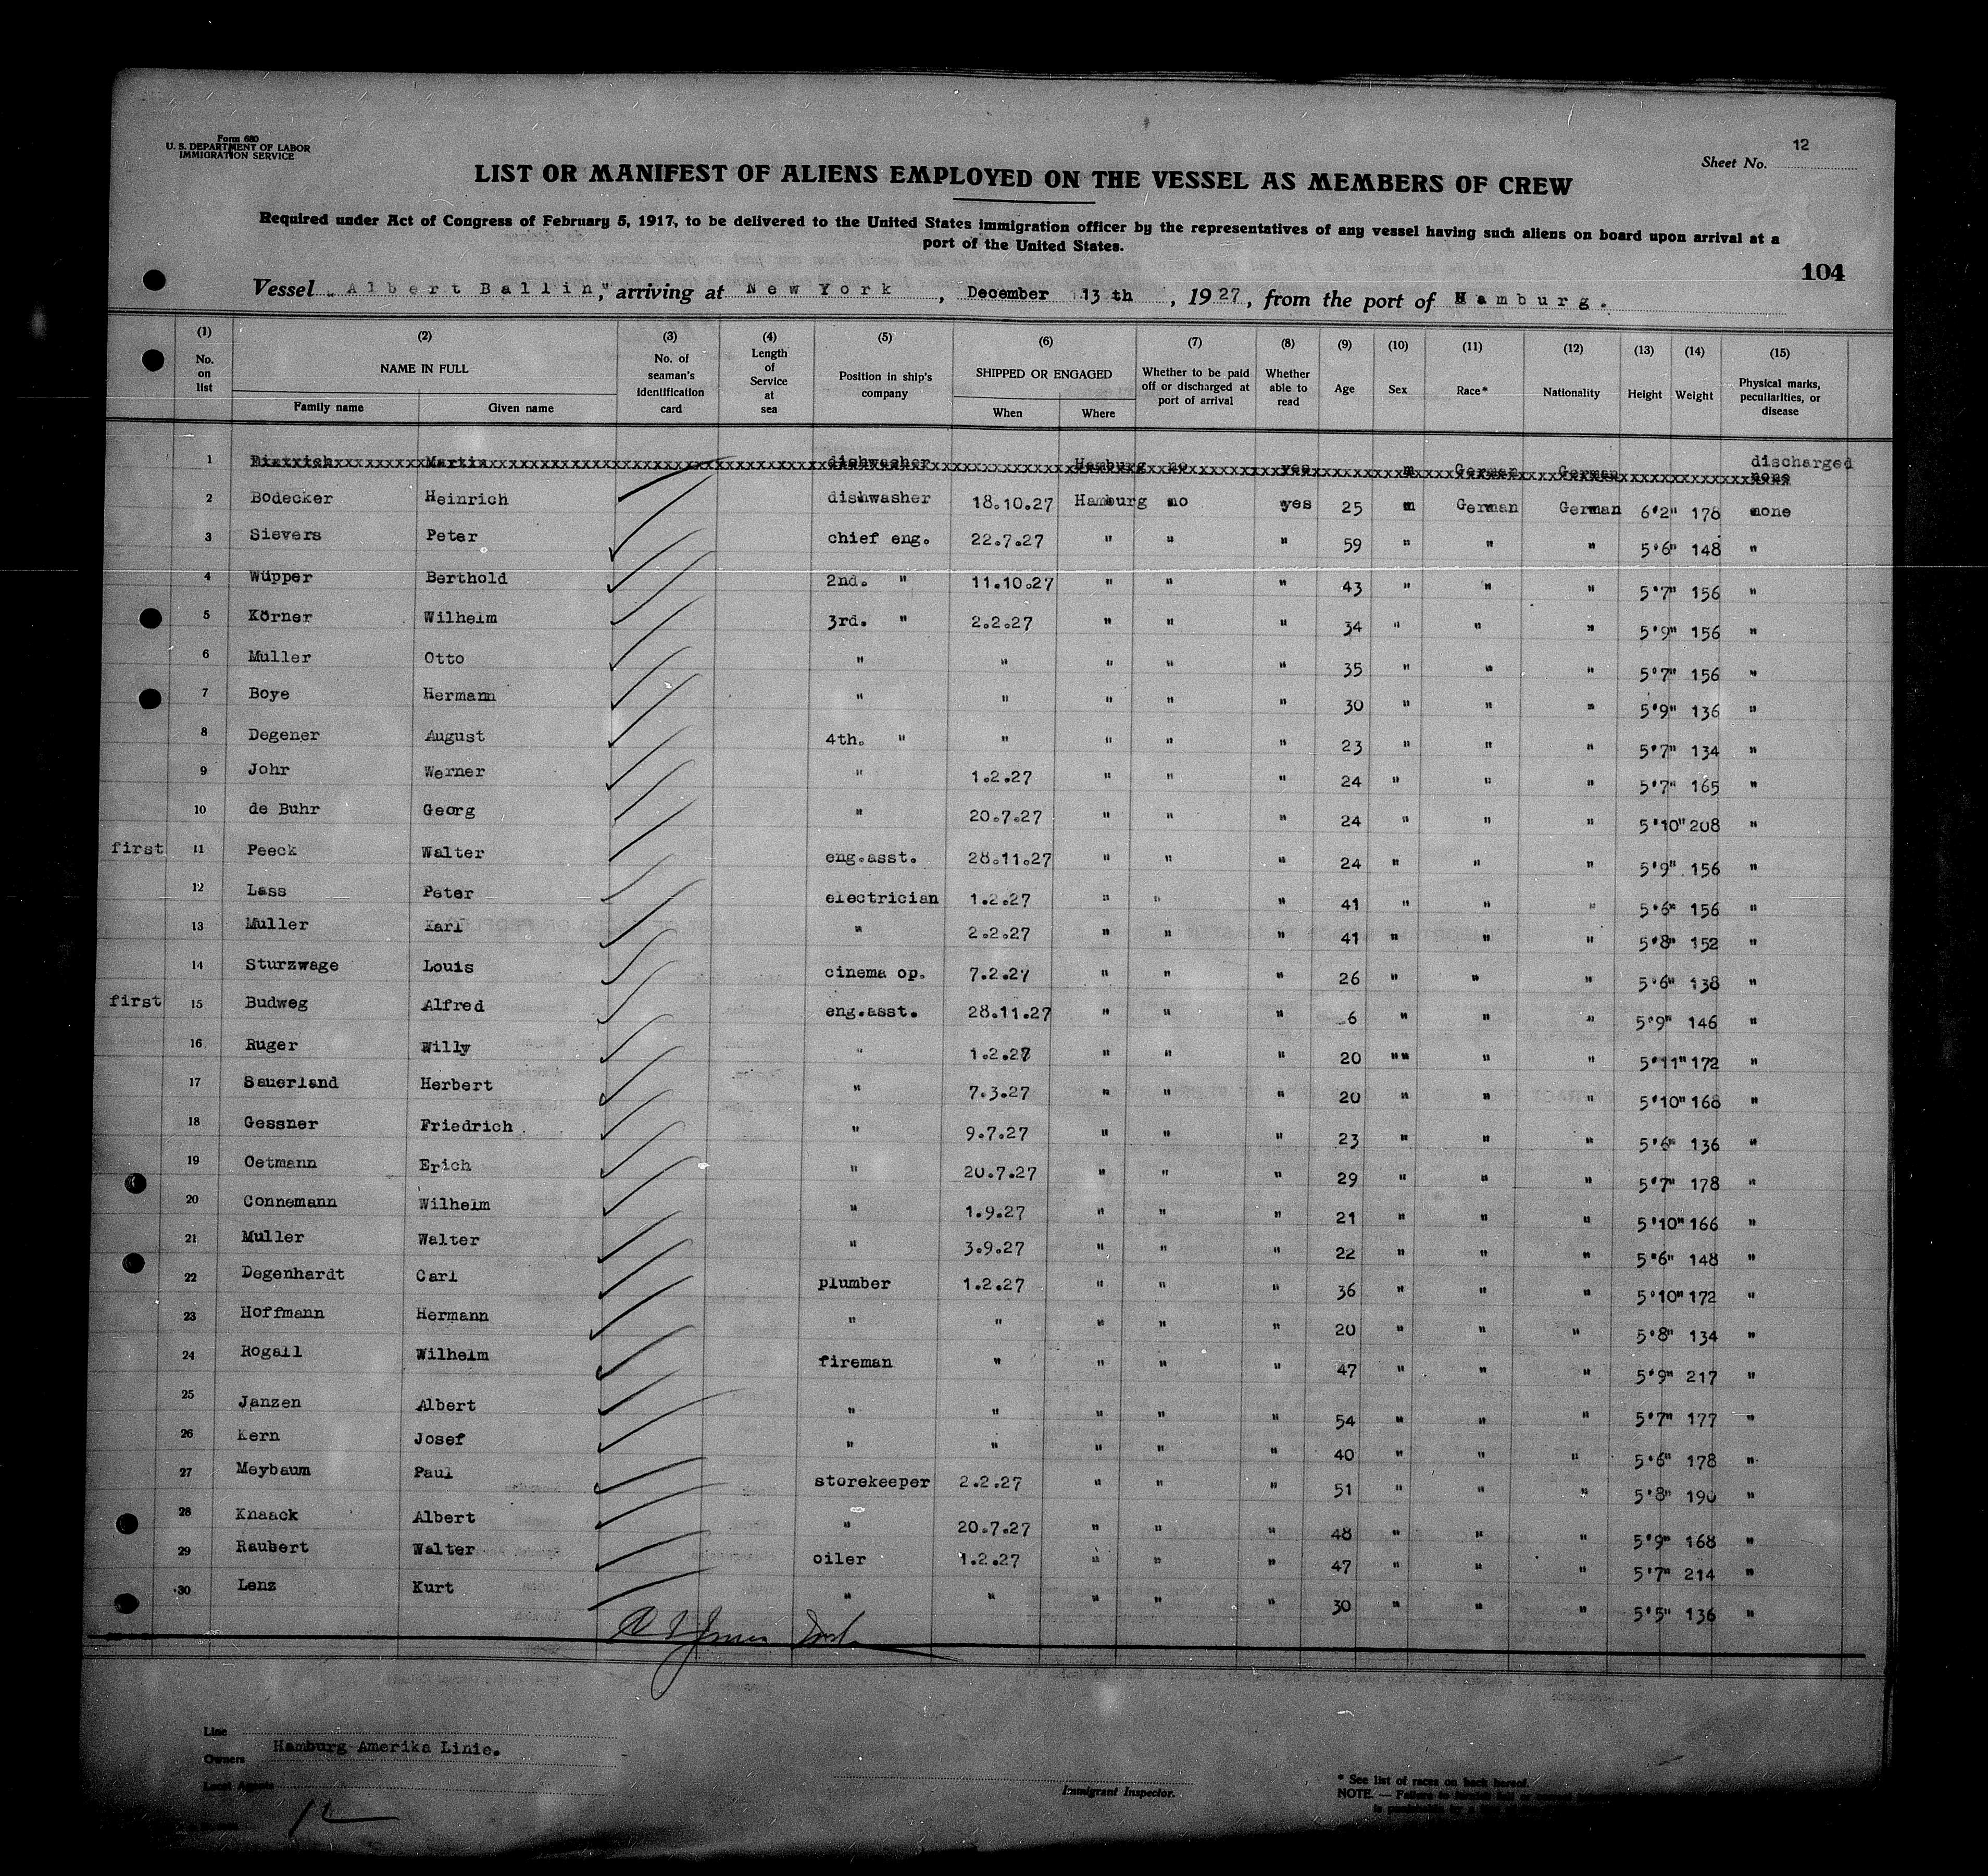 Form 680
U. S. DEPARTMENT OF LABOR
IMMIGRATION SERVICE
12
Sheet No.
LIST OR MANIFEST OF ALIENS EMPLOYED ON THE VESSEL AS MEMBERS OF CREW
Required under Act of Congress of February 5, 1917, to be delivered to the United States immigration officer by the representatives of any vessel having such aliens on board upon arrival at a
port of the United States.
104
Vessel „Albert Ballin", arriving at New York, December 13th, 1927, from the port of Hamburg.
(1) (2) (3) (4) (5) (6) (7) (8) (9) (10) (11) (12) (13) (14) (15)
No. on list NAME IN FULL No. of seaman's identification card Length of Service at sea Position in ship's company SHIPPED OR ENGAGED Whether to be paid off or discharged at port of arrival Whether able to read Age Sex Race* Nationality Height Weight Physical marks, peculiarities, or disease
Family name Given name When Where
1 Dietrich Martin dishwasher Hamburg no yes m German German discharged none
2 Bodecker Heinrich dishwasher 18.10.27 Hamburg no yes 25 m German German 6'2" 178 none
3 Sievers Peter chief eng. 22.7.27 " " " 59 " " " 5'6" 148 "
4 Wüpper Berthold 2nd. " 11.10.27 " " " 43 " " " 5'7" 156 "
5 Körner Wilhelm 3rd. " 2.2.27 " " " 34 " " " 5'9" 156 "
6 Muller Otto " " " " " 35 " " " 5'7" 156 "
7 Boye Hermann " " " " " 30 " " " 5'9" 136 "
8 Degener August 4th. " " " " " 23 " " " 5'7" 134 "
9 Johr Werner " 1.2.27 " " " 24 " " " 5'7" 165 "
10 de Buhr Georg " 20.7.27 " " " 24 " " " 5'10" 208 "
first 11 Peeck Walter eng.asst. 28.11.27 " " " 24 " " " 5'9" 156 "
12 Lass Peter electrician 1.2.27 " " " 41 " " " 5'6" 156 "
13 Muller Karl " 2.2.27 " " " 41 " " " 5'8" 152 "
14 Sturzwage Louis cinema op. 7.2.27 " " " 26 " " " 5'6" 138 "
first 15 Budweg Alfred eng.asst. 28.11.27 " " " 6 " " " 5'9" 146 "
16 Ruger Willy " 1.2.27 " " " 20 "" " " 5'11" 172 "
17 Sauerland Herbert " 7.3.27 " " " 20 " " " 5'10" 168 "
18 Gessner Friedrich " 9.7.27 " " " 23 " " " 5'6" 136 "
19 Oetmann Erich " 20.7.27 " " " 29 " " " 5'7" 178 "
20 Connemann Wilhelm " 1.9.27 " " " 21 " " " 5'10" 166 "
21 Muller Walter " 3.9.27 " " " 22 " " " 5'6" 148 "
22 Degenhardt Carl plumber 1.2.27 " " " 36 " " " 5'10" 172 "
23 Hoffmann Hermann " " " " " 20 " " " 5'8" 134 "
24 Rogall Wilhelm fireman " " " " 47 " " " 5'9" 217 "
25 Janzen Albert " " " " " 54 " " " 5'7" 177 "
26 Kern Josef " " " " " 40 " " " 5'6" 178 "
27 Meybaum Paul storekeeper 2.2.27 " " " 51 " " " 5'8" 190 "
28 Knaack Albert " 20.7.27 " " " 48 " " " 5'9" 168 "
29 Raubert Walter oiler 1.2.27 " " " 47 " " " 5'7" 214 "
30 Lenz Kurt " " " " " 30 " " " 5'5" 136 "
Line
Owners Hamburg Amerika Linie.
Local Agents
Immigrant Inspector.
* See list of races on back hereof.
NOTE.—Failure to furnish
12